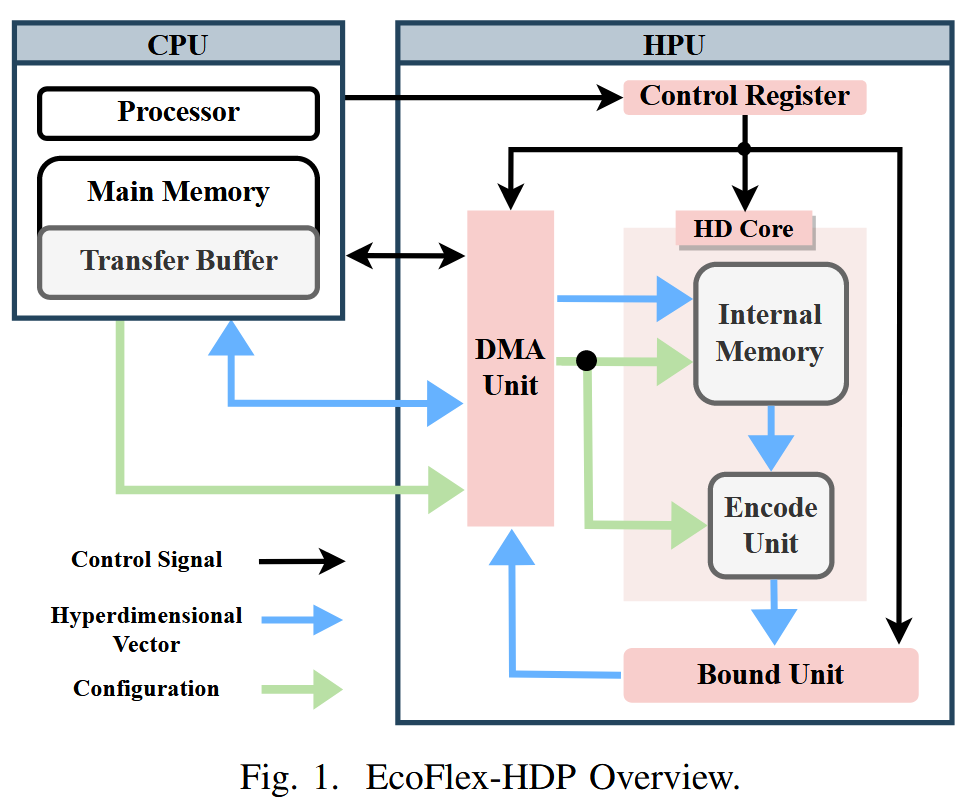 CPU
HPU
Processor
Control Register
Main Memory
HD Core
Transfer Buffer
Internal
Memory
DMA
Unit
Encode
Unit
Control Signal
Hyperdimensional
Vector
Bound Unit
Configuration
Fig. 1. EcoFlex-HDP Overview.